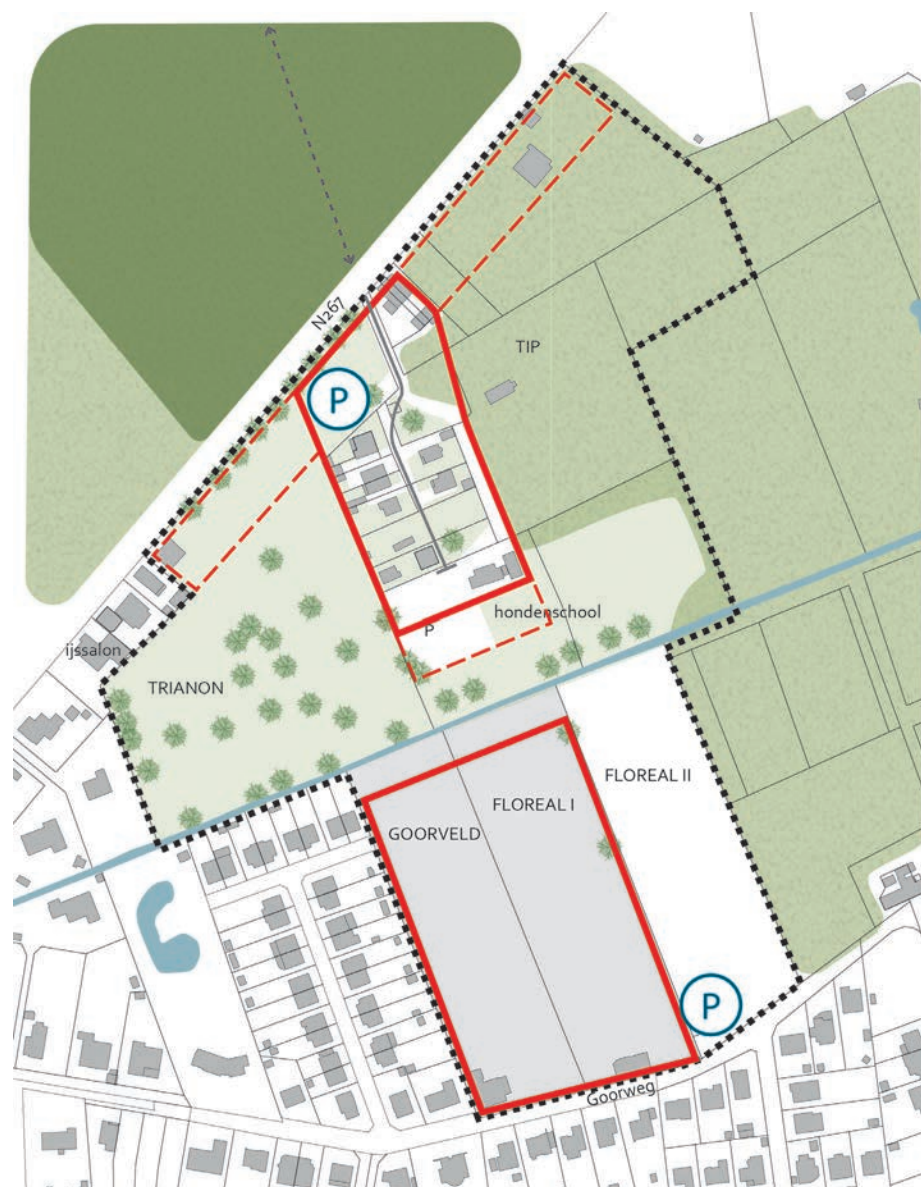 N267
TIP
P
hondenschool
P
ijssalon
TRIANON
FLOREAL II
FLOREAL I
GOORVELD
P
Goorweg